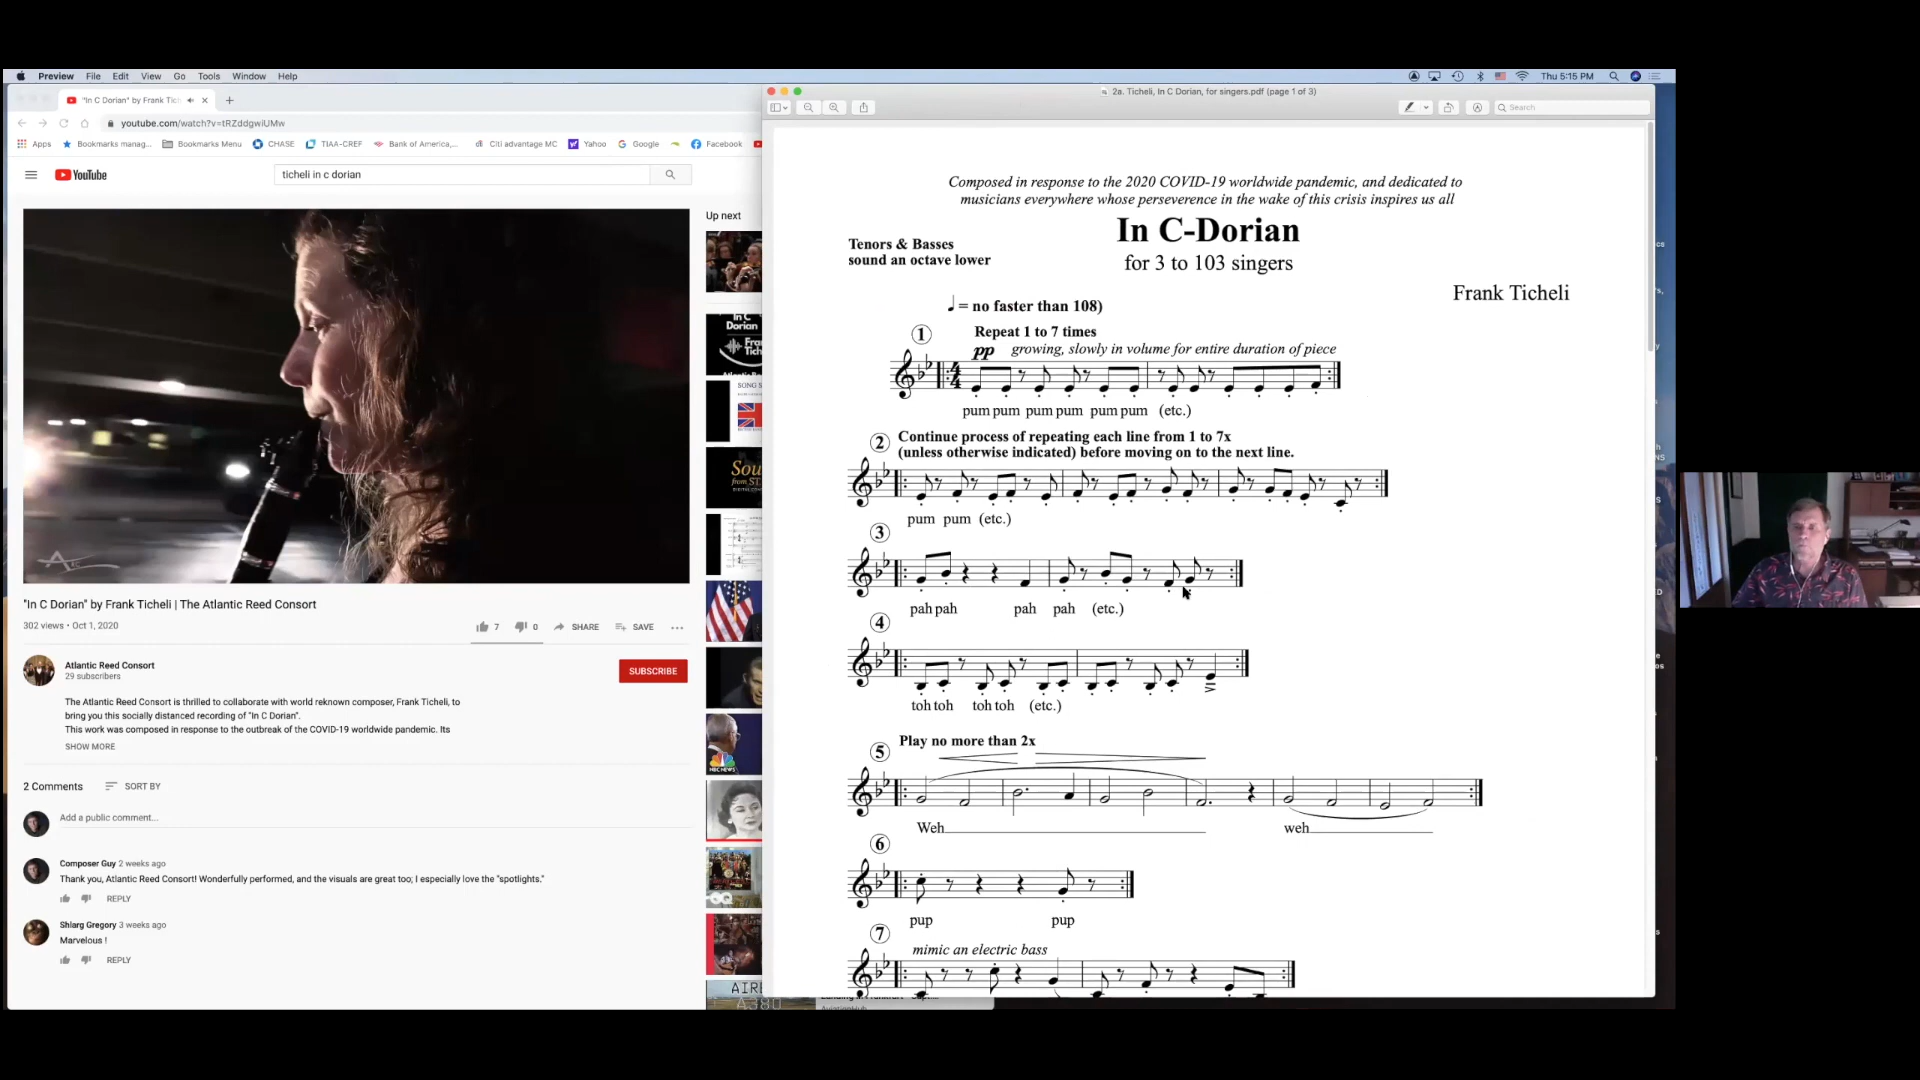 Preview File Edit View Go Tools Window Help
Thu 5:15 PM
"In C Dorian" by Frank Tich
youtube.com/watch?v=tRZddgwiUMw
Apps Bookmarks manag... Bookmarks Menu CHASE TIAA-CREF Bank of America,... Citi advantage MC Yahoo Google Facebook
YouTube
ticheli in c dorian
Up next
In C
Dorian
SONG S
Sou
from ST.
NBC NEWS
GQ
AIRB
A380
"In C Dorian" by Frank Ticheli | The Atlantic Reed Consort
302 views • Oct 1, 2020
7 0 SHARE SAVE
Atlantic Reed Consort
29 subscribers
SUBSCRIBE
The Atlantic Reed Consort is thrilled to collaborate with world reknown composer, Frank Ticheli, to
bring you this socially distanced recording of "In C Dorian".
This work was composed in response to the outbreak of the COVID-19 worldwide pandemic. Its
SHOW MORE
2 Comments SORT BY
Add a public comment...
Composer Guy 2 weeks ago
Thank you, Atlantic Reed Consort! Wonderfully performed, and the visuals are great too; I especially love the "spotlights."
REPLY
Shlarg Gregory 3 weeks ago
Marvelous !
REPLY
2a. Ticheli, In C Dorian, for singers.pdf (page 1 of 3)
Search
Composed in response to the 2020 COVID-19 worldwide pandemic, and dedicated to
musicians everywhere whose perseverence in the wake of this crisis inspires us all
In C-Dorian
for 3 to 103 singers
Tenors & Basses
sound an octave lower
Frank Ticheli
♩ = no faster than 108)
1 Repeat 1 to 7 times
pp growing, slowly in volume for entire duration of piece
4
4
pum pum pum pum pum pum (etc.)
2 Continue process of repeating each line from 1 to 7x
(unless otherwise indicated) before moving on to the next line.
pum pum (etc.)
3
pah pah pah pah (etc.)
4
toh toh toh toh (etc.)
5 Play no more than 2x
Weh weh
6
pup pup
7 mimic an electric bass